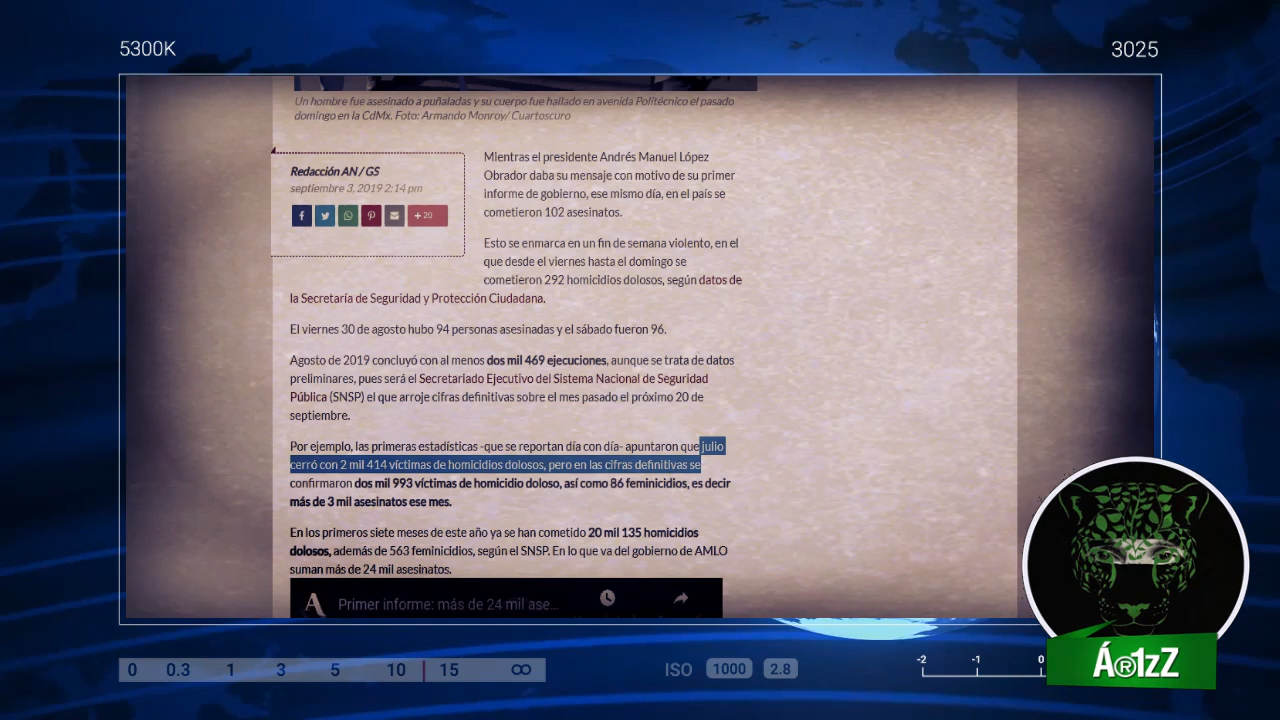 5300K
3025
Un hombre fue asesinado a puñaladas y su cuerpo fue hallado en avenida Politécnico el pasado
domingo en la CdMx. Foto: Armando Monroy/ Cuartoscuro
Redacción AN / GS
septiembre 3, 2019 2:14 pm
+ 20
Mientras el presidente Andrés Manuel López
Obrador daba su mensaje con motivo de su primer
informe de gobierno, ese mismo día, en el país se
cometieron 102 asesinatos.
Esto se enmarca en un fin de semana violento, en el
que desde el viernes hasta el domingo se
cometieron 292 homicidios dolosos, según datos de
la Secretaría de Seguridad y Protección Ciudadana.
El viernes 30 de agosto hubo 94 personas asesinadas y el sábado fueron 96.
Agosto de 2019 concluyó con al menos dos mil 469 ejecuciones, aunque se trata de datos
preliminares, pues será el Secretariado Ejecutivo del Sistema Nacional de Seguridad
Pública (SNSP) el que arroje cifras definitivas sobre el mes pasado el próximo 20 de
septiembre.
Por ejemplo, las primeras estadísticas -que se reportan día con día- apuntaron que julio
cerró con 2 mil 414 víctimas de homicidios dolosos, pero en las cifras definitivas se
confirmaron dos mil 993 víctimas de homicidio doloso, así como 86 feminicidios, es decir
más de 3 mil asesinatos ese mes.
En los primeros siete meses de este año ya se han cometido 20 mil 135 homicidios
dolosos, además de 563 feminicidios, según el SNSP. En lo que va del gobierno de AMLO
suman más de 24 mil asesinatos.
A Primer informe: más de 24 mil ase...
0 0.3 1 3 5 10 15 ∞
ISO 1000 2.8
-2 -1 0
Á®1zZ